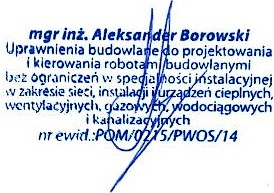 mgr inż. Aleksander Borowski
Uprawnienia budowlane do projektowania
i kierowania robotami budowlanymi
bez ograniczeń w specjalności instalacyjnej
w zakresie sieci, instalacji i urządzeń cieplnych,
wentylacyjnych, gazowych, wodociągowych
i kanalizacyjnych
nr ewid.:POM/0215/PWOS/14